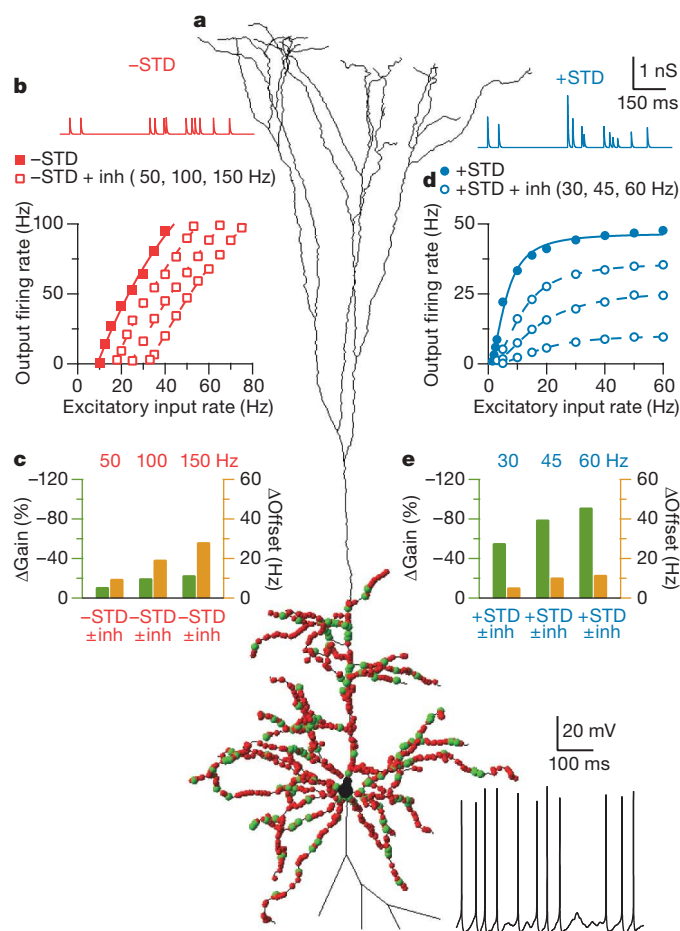 a
b
−STD
+STD
1 nS
150 ms
−STD
−STD + inh ( 50, 100, 150 Hz)
d
+STD
+STD + inh (30, 45, 60 Hz)
Output firing rate (Hz)
100
50
0
0 20 40 60 80
Excitatory input rate (Hz)
Output firing rate (Hz)
50
25
0
0 10 20 30 40 50 60
Excitatory input rate (Hz)
c
50 100 150 Hz
ΔGain (%)
−120
−80
−40
0
60
40
20
0
ΔOffset (Hz)
−STD −STD −STD
±inh ±inh ±inh
e
30 45 60 Hz
ΔGain (%)
−120
−80
−40
0
60
40
20
0
ΔOffset (Hz)
+STD +STD +STD
±inh ±inh ±inh
20 mV
100 ms